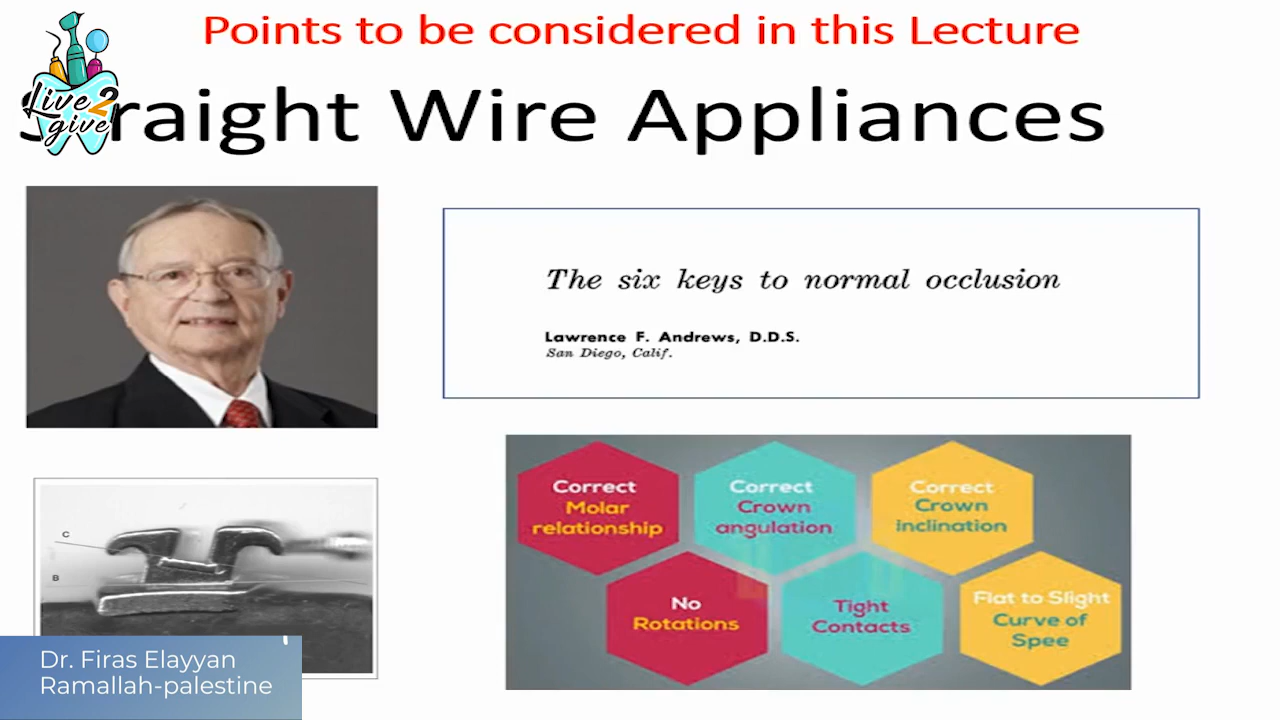 Points to be considered in this Lecture
Live2
give
raight Wire Appliances
The six keys to normal occlusion
Lawrence F. Andrews, D.D.S.
San Diego, Calif.
C
B
Correct
Molar
relationship
Correct
Crown
angulation
Correct
Crown
inclination
No
Rotations
Tight
Contacts
Flat to Slight
Curve of
Spee
Dr. Firas Elayyan
Ramallah-palestine